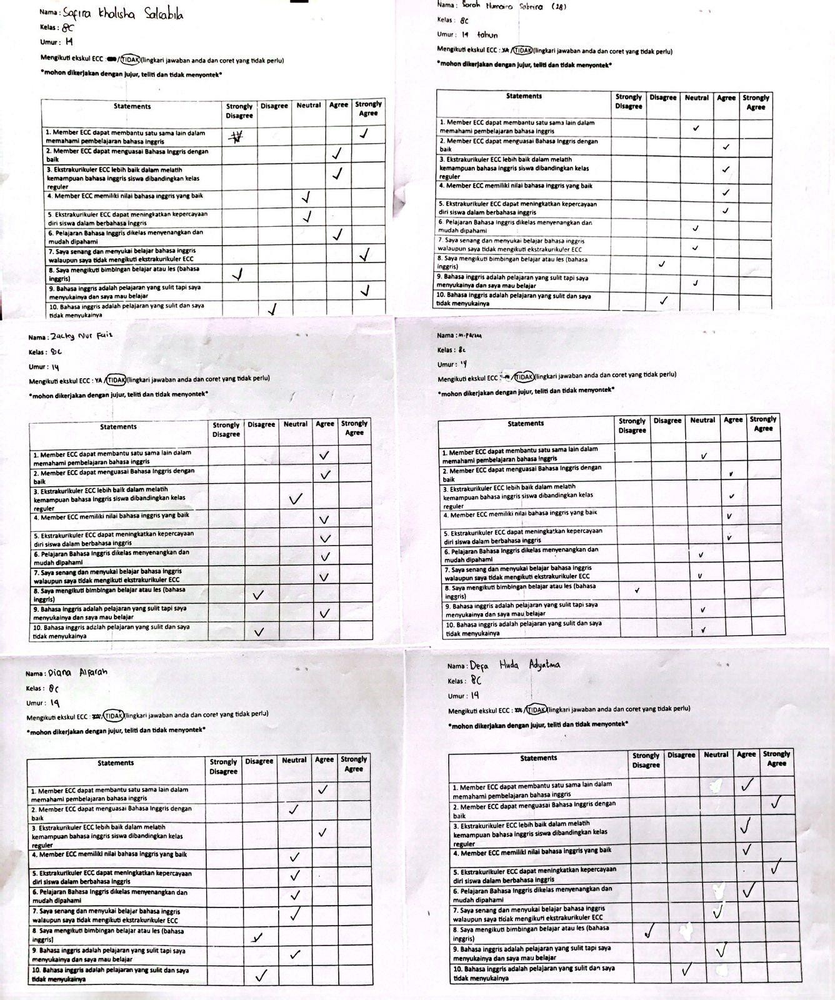 Nama : Safira Khalisha Salsabila
Kelas : 8C
Umur : 14
Mengikuti ekskul ECC : / TIDAK (lingkari jawaban anda dan coret yang tidak perlu)
*mohon dikerjakan dengan jujur, teliti dan tidak menyontek*
Statements Strongly Disagree Disagree Neutral Agree Strongly Agree
1. Member ECC dapat membantu satu sama lain dalam
memahami pembelajaran bahasa inggris ✓
2. Member ECC dapat menguasai Bahasa Inggris dengan
baik ✓
3. Ekstrakurikuler ECC lebih baik dalam melatih
kemampuan bahasa inggris siswa dibandingkan kelas
reguler ✓
4. Member ECC memiliki nilai bahasa inggris yang baik ✓
5. Ekstrakurikuler ECC dapat meningkatkan kepercayaan
diri siswa dalam berbahasa Inggris ✓
6. Pelajaran Bahasa Inggris dikelas menyenangkan dan
mudah dipahami ✓
7. Saya senang dan menyukai belajar bahasa inggris
walaupun saya tidak mengikuti ekstrakurikuler ECC ✓
8. Saya mengikuti bimbingan belajar atau les (bahasa
inggris) ✓
9. Bahasa inggris adalah pelajaran yang sulit tapi saya
menyukainya dan saya mau belajar ✓
10. Bahasa inggris adalah pelajaran yang sulit dan saya
tidak menyukainya ✓
Nama : Sarah Humaira Sabrina (28)
Kelas : 8C
Umur : 14 tahun
Mengikuti ekskul ECC : YA / TIDAK (lingkari jawaban anda dan coret yang tidak perlu)
*mohon dikerjakan dengan jujur, teliti dan tidak menyontek*
Statements Strongly Disagree Disagree Neutral Agree Strongly Agree
1. Member ECC dapat membantu satu sama lain dalam
memahami pembelajaran bahasa inggris ✓
2. Member ECC dapat menguasai Bahasa Inggris dengan
baik ✓
3. Ekstrakurikuler ECC lebih baik dalam melatih
kemampuan bahasa inggris siswa dibandingkan kelas
reguler ✓
4. Member ECC memiliki nilai bahasa inggris yang baik ✓
5. Ekstrakurikuler ECC dapat meningkatkan kepercayaan
diri siswa dalam berbahasa Inggris ✓
6. Pelajaran Bahasa Inggris dikelas menyenangkan dan
mudah dipahami ✓
7. Saya senang dan menyukai belajar bahasa inggris
walaupun saya tidak mengikuti ekstrakurikuler ECC ✓
8. Saya mengikuti bimbingan belajar atau les (bahasa
inggris) ✓
9. Bahasa inggris adalah pelajaran yang sulit tapi saya
menyukainya dan saya mau belajar ✓
10. Bahasa inggris adalah pelajaran yang sulit dan saya
tidak menyukainya ✓
Nama : Zacky Nur Faiz
Kelas : 8C
Umur : 14
Mengikuti ekskul ECC : YA / TIDAK (lingkari jawaban anda dan coret yang tidak perlu)
*mohon dikerjakan dengan jujur, teliti dan tidak menyontek*
Statements Strongly Disagree Disagree Neutral Agree Strongly Agree
1. Member ECC dapat membantu satu sama lain dalam
memahami pembelajaran bahasa inggris ✓
2. Member ECC dapat menguasai Bahasa Inggris dengan
baik ✓
3. Ekstrakurikuler ECC lebih baik dalam melatih
kemampuan bahasa inggris siswa dibandingkan kelas
reguler ✓
4. Member ECC memiliki nilai bahasa inggris yang baik ✓
5. Ekstrakurikuler ECC dapat meningkatkan kepercayaan
diri siswa dalam berbahasa Inggris ✓
6. Pelajaran Bahasa Inggris dikelas menyenangkan dan
mudah dipahami ✓
7. Saya senang dan menyukai belajar bahasa inggris
walaupun saya tidak mengikuti ekstrakurikuler ECC ✓
8. Saya mengikuti bimbingan belajar atau les (bahasa
inggris) ✓
9. Bahasa inggris adalah pelajaran yang sulit tapi saya
menyukainya dan saya mau belajar ✓
10. Bahasa inggris adalah pelajaran yang sulit dan saya
tidak menyukainya ✓
Nama : M.
Kelas : 8c
Umur : 14
Mengikuti ekskul ECC : / TIDAK (lingkari jawaban anda dan coret yang tidak perlu)
*mohon dikerjakan dengan jujur, teliti dan tidak menyontek*
Statements Strongly Disagree Disagree Neutral Agree Strongly Agree
1. Member ECC dapat membantu satu sama lain dalam
memahami pembelajaran bahasa inggris ✓
2. Member ECC dapat menguasai Bahasa Inggris dengan
baik ✓
3. Ekstrakurikuler ECC lebih baik dalam melatih
kemampuan bahasa inggris siswa dibandingkan kelas
reguler ✓
4. Member ECC memiliki nilai bahasa inggris yang baik ✓
5. Ekstrakurikuler ECC dapat meningkatkan kepercayaan
diri siswa dalam berbahasa Inggris ✓
6. Pelajaran Bahasa Inggris dikelas menyenangkan dan
mudah dipahami ✓
7. Saya senang dan menyukai belajar bahasa inggris
walaupun saya tidak mengikuti ekstrakurikuler ECC ✓
8. Saya mengikuti bimbingan belajar atau les (bahasa
inggris) ✓
9. Bahasa inggris adalah pelajaran yang sulit tapi saya
menyukainya dan saya mau belajar ✓
10. Bahasa inggris adalah pelajaran yang sulit dan saya
tidak menyukainya ✓
Nama : Diana Alfarah
Kelas : 8C
Umur : 14
Mengikuti ekskul ECC : YA / TIDAK (lingkari jawaban anda dan coret yang tidak perlu)
*mohon dikerjakan dengan jujur, teliti dan tidak menyontek*
Statements Strongly Disagree Disagree Neutral Agree Strongly Agree
1. Member ECC dapat membantu satu sama lain dalam
memahami pembelajaran bahasa inggris ✓
2. Member ECC dapat menguasai Bahasa Inggris dengan
baik ✓
3. Ekstrakurikuler ECC lebih baik dalam melatih
kemampuan bahasa inggris siswa dibandingkan kelas
reguler ✓
4. Member ECC memiliki nilai bahasa inggris yang baik ✓
5. Ekstrakurikuler ECC dapat meningkatkan kepercayaan
diri siswa dalam berbahasa Inggris ✓
6. Pelajaran Bahasa Inggris dikelas menyenangkan dan
mudah dipahami ✓
7. Saya senang dan menyukai belajar bahasa inggris
walaupun saya tidak mengikuti ekstrakurikuler ECC ✓
8. Saya mengikuti bimbingan belajar atau les (bahasa
inggris) ✓
9. Bahasa inggris adalah pelajaran yang sulit tapi saya
menyukainya dan saya mau belajar ✓
10. Bahasa inggris adalah pelajaran yang sulit dan saya
tidak menyukainya ✓
Nama : Defa Huda Adyatma
Kelas : 8C
Umur : 14
Mengikuti ekskul ECC : YA / TIDAK (lingkari jawaban anda dan coret yang tidak perlu)
*mohon dikerjakan dengan jujur, teliti dan tidak menyontek*
Statements Strongly Disagree Disagree Neutral Agree Strongly Agree
1. Member ECC dapat membantu satu sama lain dalam
memahami pembelajaran bahasa inggris ✓
2. Member ECC dapat menguasai Bahasa Inggris dengan
baik ✓
3. Ekstrakurikuler ECC lebih baik dalam melatih
kemampuan bahasa inggris siswa dibandingkan kelas
reguler ✓
4. Member ECC memiliki nilai bahasa inggris yang baik ✓
5. Ekstrakurikuler ECC dapat meningkatkan kepercayaan
diri siswa dalam berbahasa Inggris ✓
6. Pelajaran Bahasa Inggris dikelas menyenangkan dan
mudah dipahami ✓
7. Saya senang dan menyukai belajar bahasa inggris
walaupun saya tidak mengikuti ekstrakurikuler ECC ✓
8. Saya mengikuti bimbingan belajar atau les (bahasa
inggris) ✓
9. Bahasa inggris adalah pelajaran yang sulit tapi saya
menyukainya dan saya mau belajar ✓
10. Bahasa inggris adalah pelajaran yang sulit dan saya
tidak menyukainya ✓